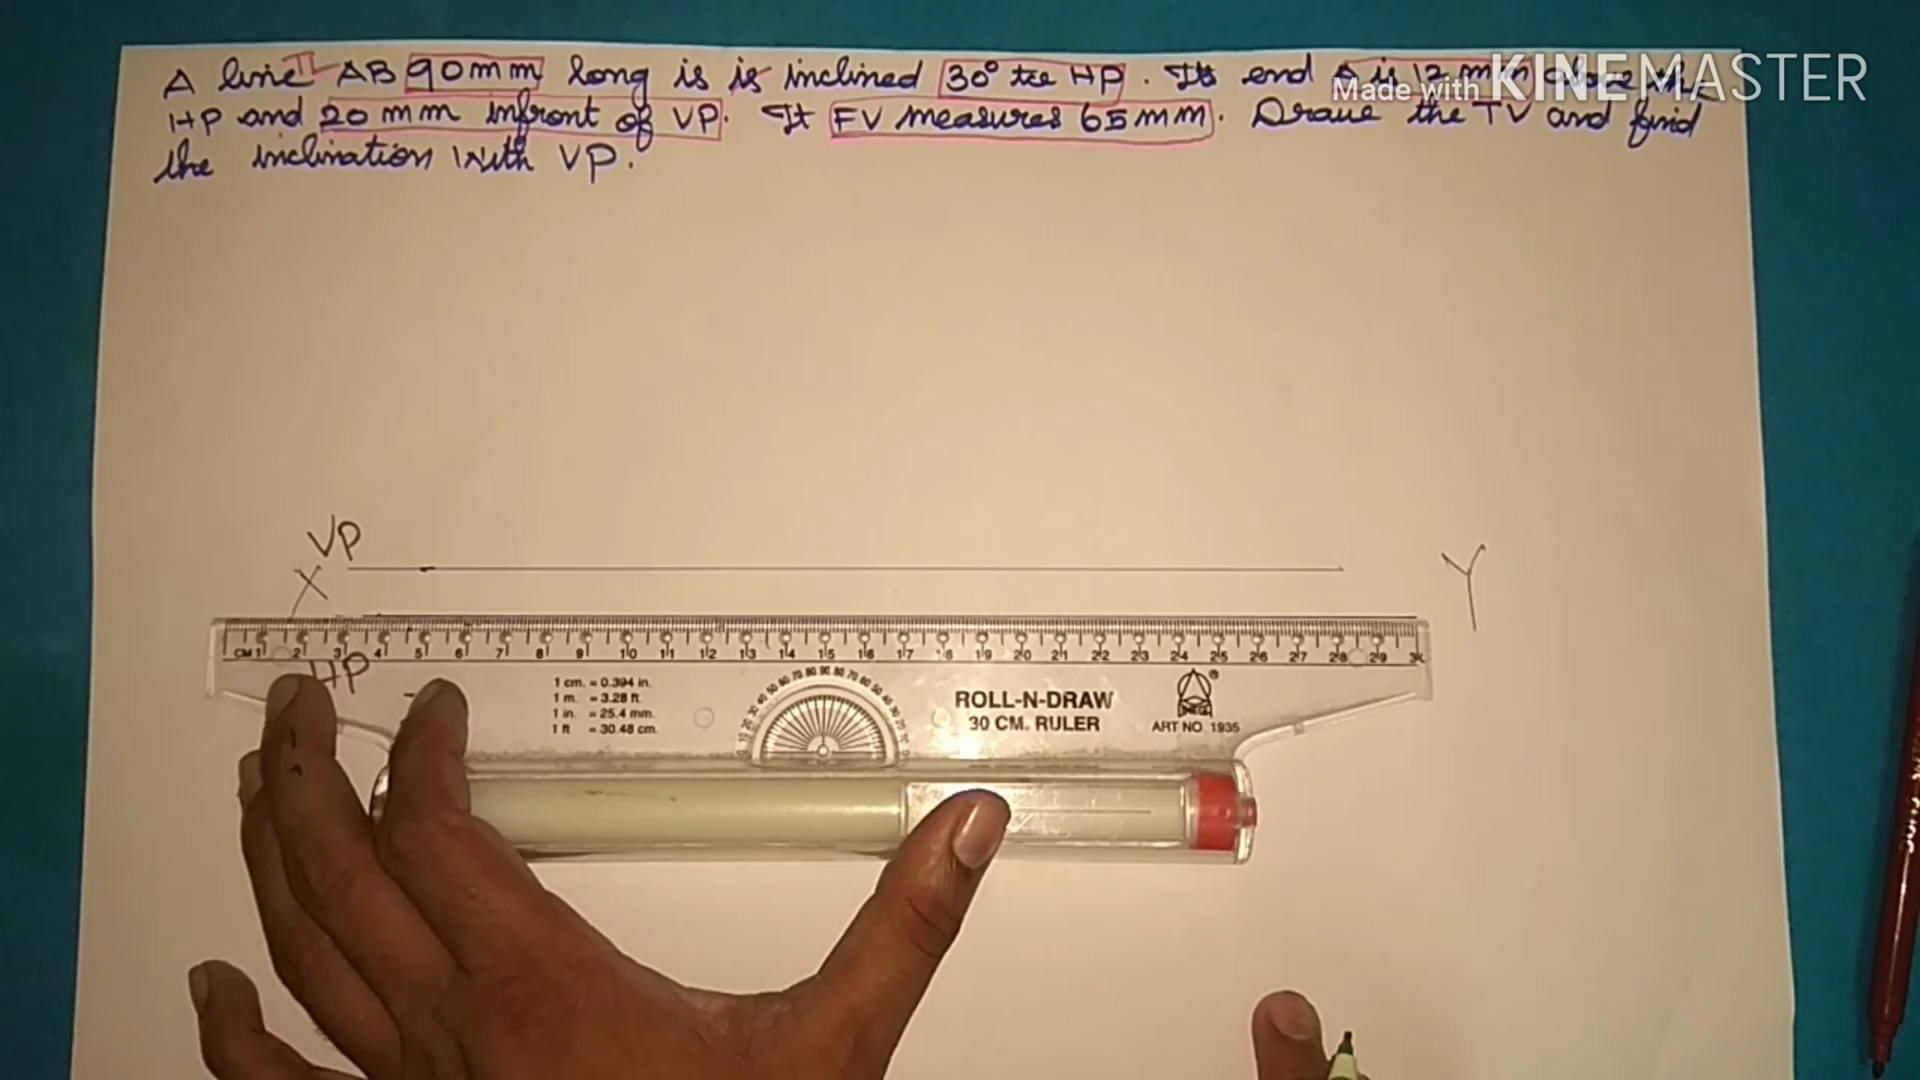 A line AB 90mm long is is inclined 30° to HP. Its end A is 12 mm above the
HP and 20 mm infront of VP. It FV measures 65mm. Draw the TV and find
the inclination with VP.
Made with KINEMASTER
VP
X
Y
HP
CM 1 2 3 4 5 6 7 8 9 10 11 12 13 14 15 16 17 18 19 20 21 22 23 24 25 26 27 28 29 30
1 cm. = 0.394 in.
1 m. = 3.28 ft.
1 in. = 25.4 mm.
1 ft = 30.48 cm.
ROLL-N-DRAW
30 CM. RULER
ART NO. 1935